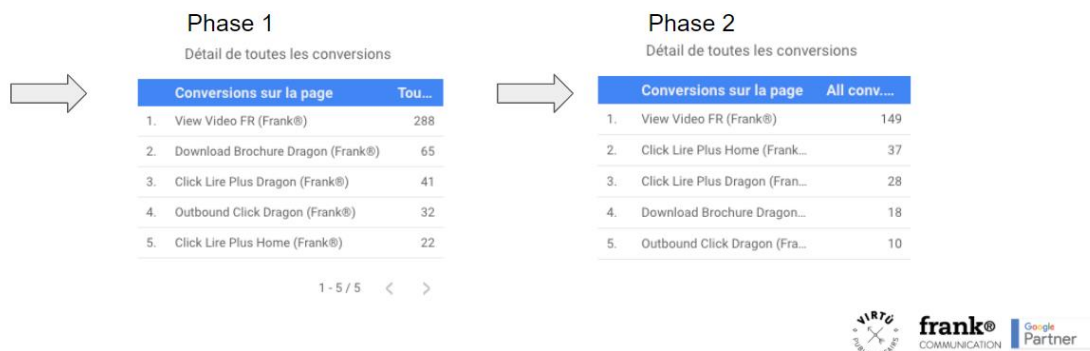 Phase 1
Détail de toutes les conversions
Conversions sur la page Tou...
1. View Video FR (Frank®) 288
2. Download Brochure Dragon (Frank®) 65
3. Click Lire Plus Dragon (Frank®) 41
4. Outbound Click Dragon (Frank®) 32
5. Click Lire Plus Home (Frank®) 22
1 - 5 / 5
Phase 2
Détail de toutes les conversions
Conversions sur la page All conv....
1. View Video FR (Frank®) 149
2. Click Lire Plus Home (Frank... 37
3. Click Lire Plus Dragon (Fran... 28
4. Download Brochure Dragon... 18
5. Outbound Click Dragon (Fra... 10
VIRTÙ
frank®
COMMUNICATION
Google
Partner